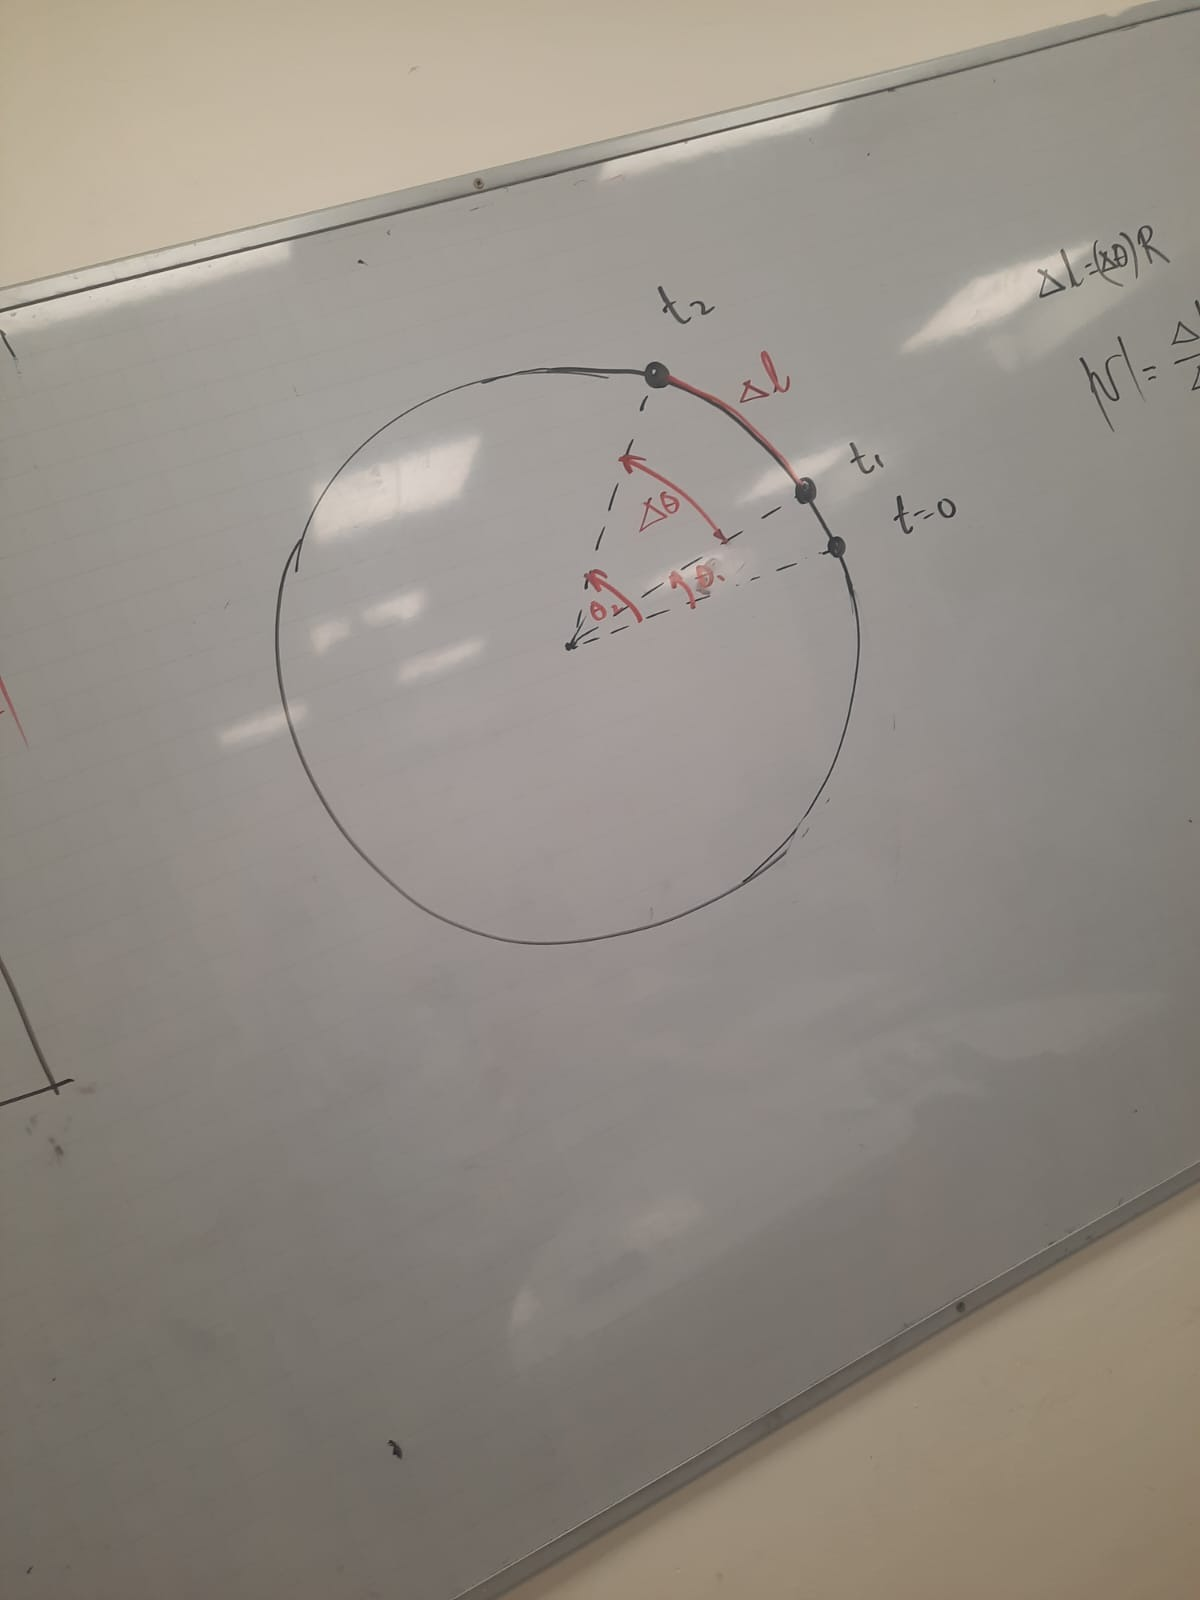 t₂
Δl
Δl=(Δθ)R
|v|= Δ
t₁
t=0
Δθ
θ₂
θ₁